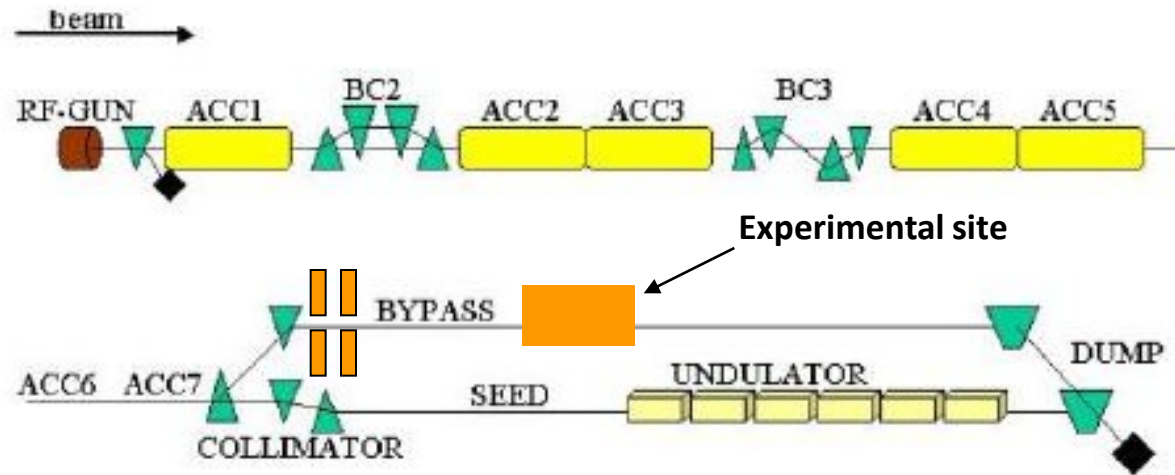 beam
RF-GUN ACC1 BC2 ACC2 ACC3 BC3 ACC4 ACC5
Experimental site
BYPASS
DUMP
ACC6 ACC7 SEED UNDULATOR
COLLIMATOR